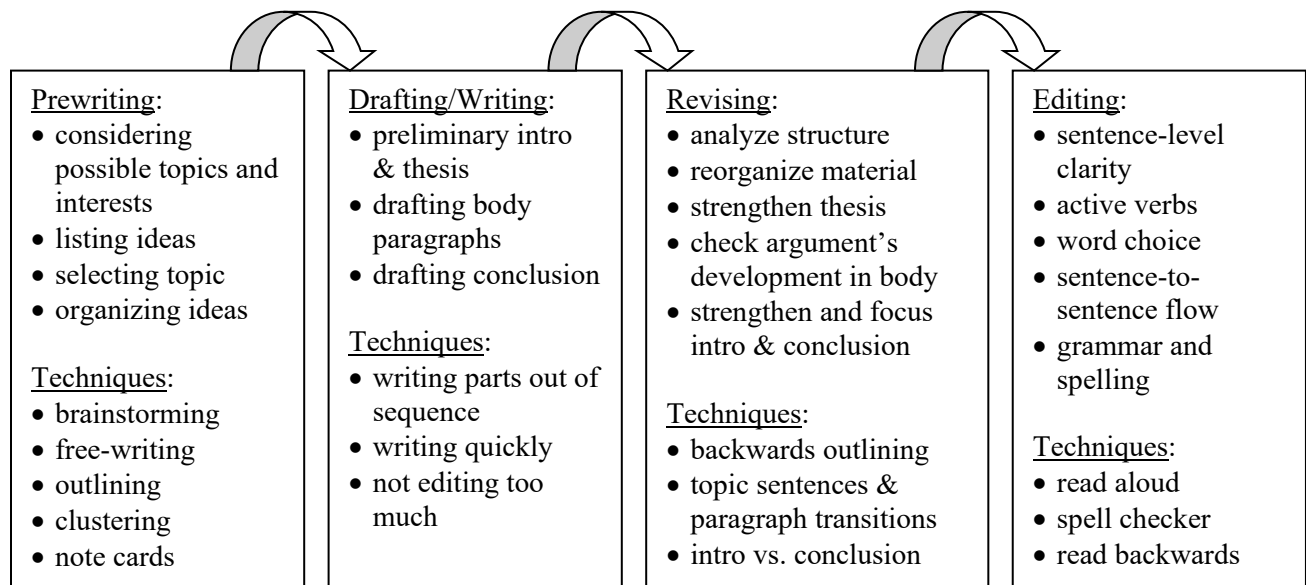 Prewriting:
• considering
possible topics and
interests
• listing ideas
• selecting topic
• organizing ideas
Techniques:
• brainstorming
• free-writing
• outlining
• clustering
• note cards
Drafting/Writing:
• preliminary intro
& thesis
• drafting body
paragraphs
• drafting conclusion
Techniques:
• writing parts out of
sequence
• writing quickly
• not editing too
much
Revising:
• analyze structure
• reorganize material
• strengthen thesis
• check argument’s
development in body
• strengthen and focus
intro & conclusion
Techniques:
• backwards outlining
• topic sentences &
paragraph transitions
• intro vs. conclusion
Editing:
• sentence-level
clarity
• active verbs
• word choice
• sentence-to-
sentence flow
• grammar and
spelling
Techniques:
• read aloud
• spell checker
• read backwards